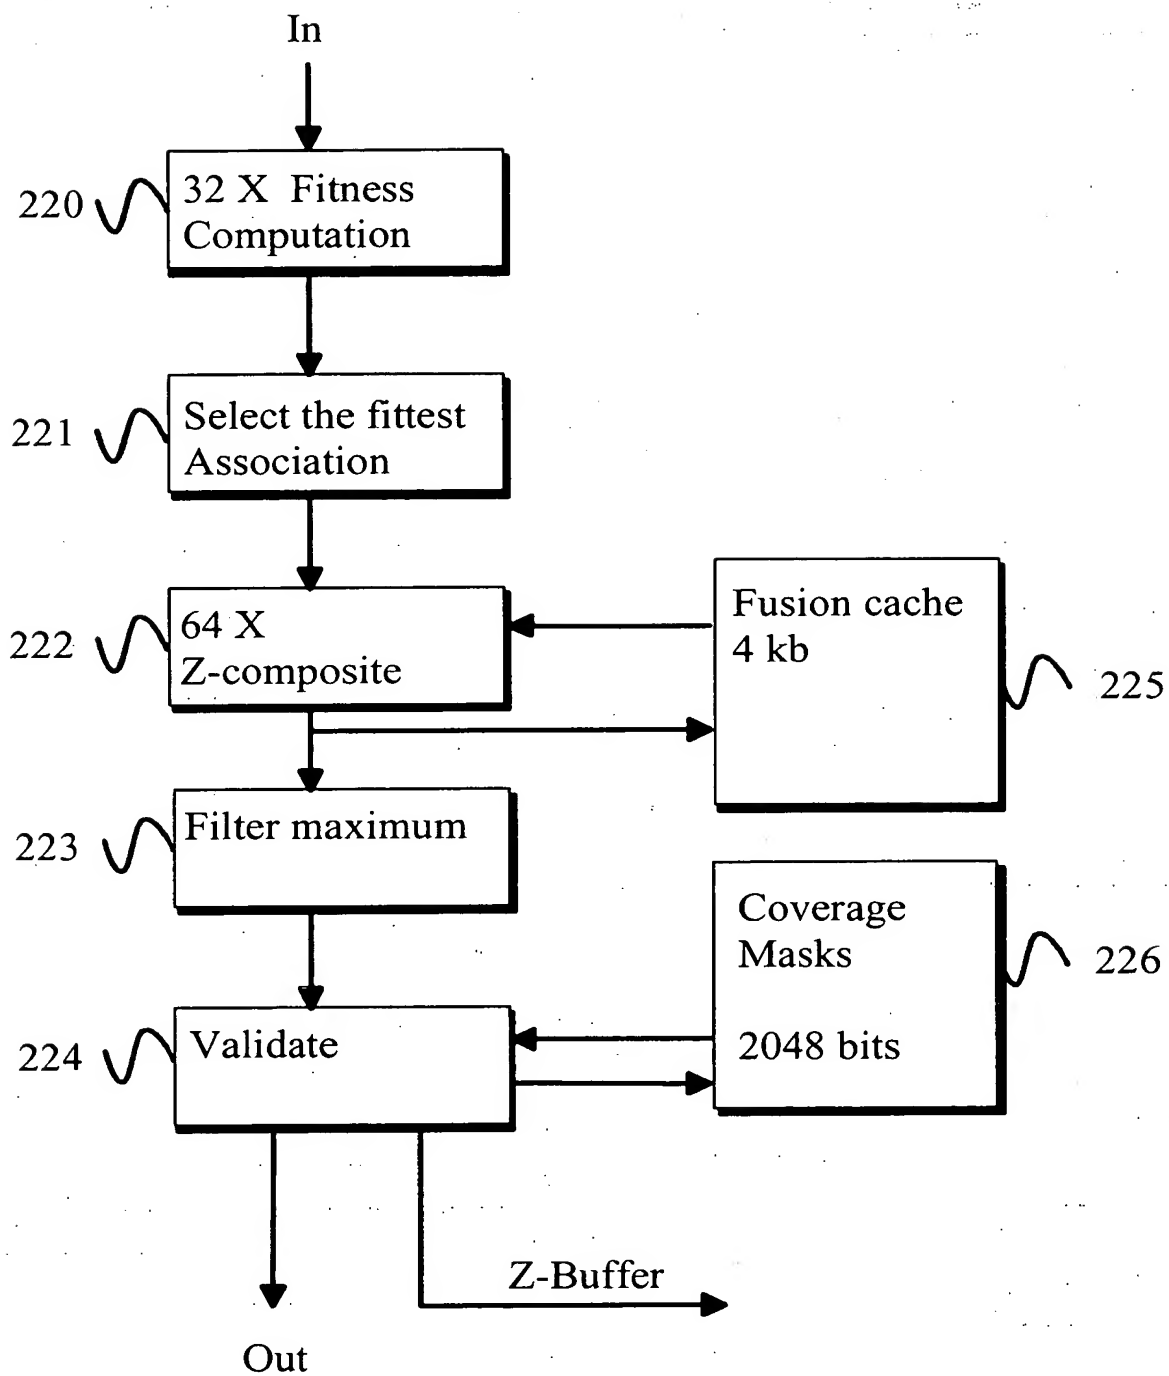 In
220
32 X Fitness
Computation
221
Select the fittest
Association
222
64 X
Z-composite
Fusion cache
4 kb
225
223
Filter maximum
Coverage
Masks
2048 bits
226
224
Validate
Z-Buffer
Out